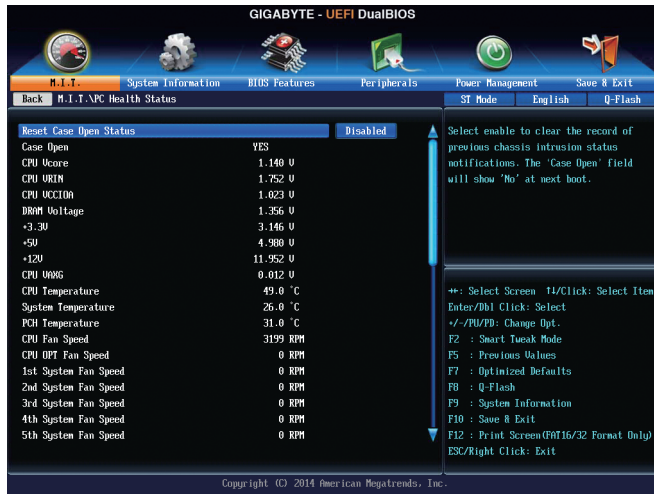 GIGABYTE - UEFI DualBIOS
M.I.T. System Information BIOS Features Peripherals Power Management Save & Exit
Back M.I.T.\PC Health Status ST Mode English Q-Flash
Reset Case Open Status Disabled
Case Open YES
CPU Vcore 1.140 V
CPU VRIN 1.752 V
CPU VCCIOA 1.023 V
DRAM Voltage 1.356 V
+3.3V 3.146 V
+5V 4.980 V
+12V 11.952 V
CPU VAXG 0.012 V
CPU Temperature 49.0 °C
System Temperature 26.0 °C
PCH Temperature 31.0 °C
CPU Fan Speed 3199 RPM
CPU OPT Fan Speed 0 RPM
1st System Fan Speed 0 RPM
2nd System Fan Speed 0 RPM
3rd System Fan Speed 0 RPM
4th System Fan Speed 0 RPM
5th System Fan Speed 0 RPM
Select enable to clear the record of
previous chassis intrusion status
notifications. The 'Case Open' field
will show 'No' at next boot.
→←: Select Screen ↑↓/Click: Select Item
Enter/Dbl Click: Select
+/-/PU/PD: Change Opt.
F2 : Smart Tweak Mode
F5 : Previous Values
F7 : Optimized Defaults
F8 : Q-Flash
F9 : System Information
F10 : Save & Exit
F12 : Print Screen(FAT16/32 Format Only)
ESC/Right Click: Exit
Copyright (C) 2014 American Megatrends, Inc.